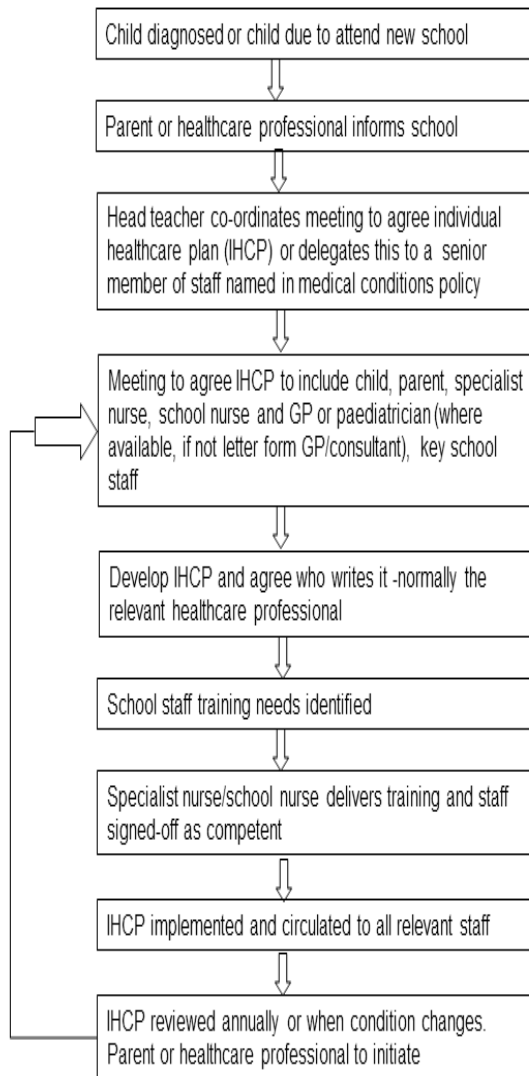 Child diagnosed or child due to attend new school
Parent or healthcare professional informs school
Head teacher co-ordinates meeting to agree individual
healthcare plan (IHCP) or delegates this to a senior
member of staff named in medical conditions policy
Meeting to agree IHCP to include child, parent, specialist
nurse, school nurse and GP or paediatrician (where
available, if not letter form GP/consultant), key school
staff
Develop IHCP and agree who writes it -normally the
relevant healthcare professional
School staff training needs identified
Specialist nurse/school nurse delivers training and staff
signed-off as competent
IHCP implemented and circulated to all relevant staff
IHCP reviewed annually or when condition changes.
Parent or healthcare professional to initiate